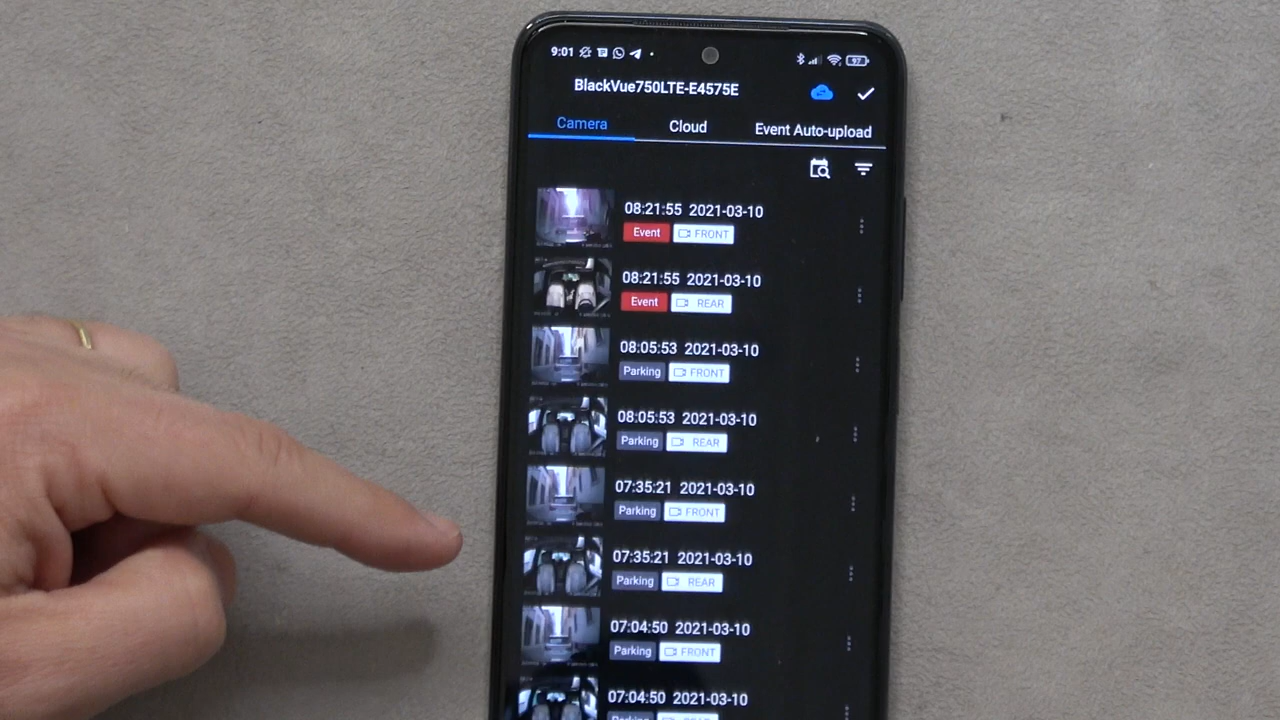 9:01 97
BlackVue750LTE-E4575E
Camera Cloud Event Auto-upload
08:21:55 2021-03-10
Event FRONT
08:21:55 2021-03-10
Event REAR
08:05:53 2021-03-10
Parking FRONT
08:05:53 2021-03-10
Parking REAR
07:35:21 2021-03-10
Parking FRONT
07:35:21 2021-03-10
Parking REAR
07:04:50 2021-03-10
Parking FRONT
07:04:50 2021-03-10
Parking REAR